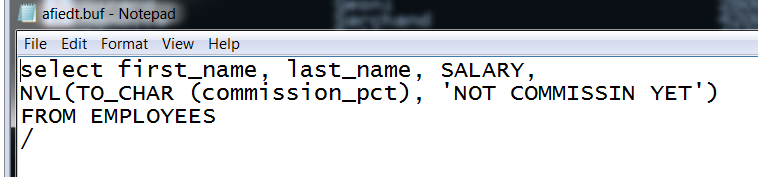 afiedt.buf - Notepad
File Edit Format View Help
select first_name, last_name, SALARY,
NVL(TO_CHAR (commission_pct), 'NOT COMMISSIN YET')
FROM EMPLOYEES
/